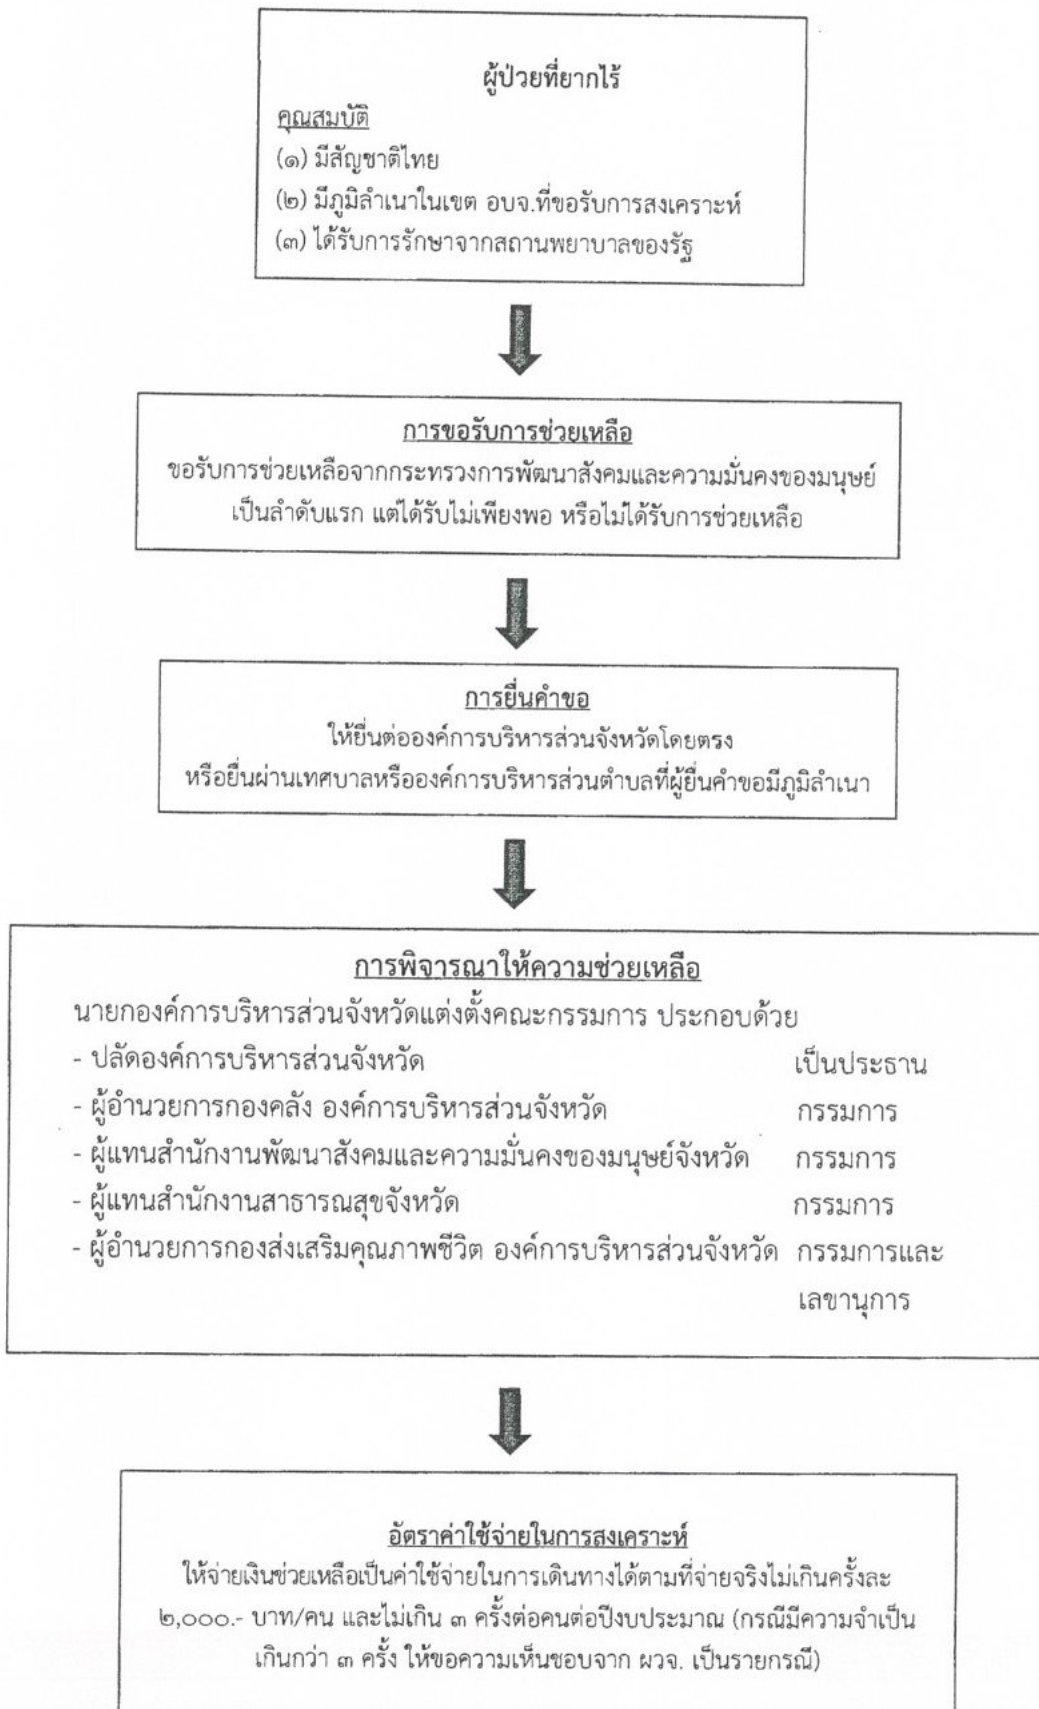 ผู้ป่วยที่ยากไร้
คุณสมบัติ
(๑) มีสัญชาติไทย
(๒) มีภูมิลำเนาในเขต อบจ.ที่ขอรับการสงเคราะห์
(๓) ได้รับการรักษาจากสถานพยาบาลของรัฐ
การขอรับการช่วยเหลือ
ขอรับการช่วยเหลือจากกระทรวงการพัฒนาสังคมและความมั่นคงของมนุษย์
เป็นลำดับแรก แต่ได้รับไม่เพียงพอ หรือไม่ได้รับการช่วยเหลือ
การยื่นคำขอ
ให้ยื่นต่อองค์การบริหารส่วนจังหวัดโดยตรง
หรือยื่นผ่านเทศบาลหรือองค์การบริหารส่วนตำบลที่ผู้ยื่นคำขอมีภูมิลำเนา
การพิจารณาให้ความช่วยเหลือ
นายกองค์การบริหารส่วนจังหวัดแต่งตั้งคณะกรรมการ ประกอบด้วย
- ปลัดองค์การบริหารส่วนจังหวัด เป็นประธาน
- ผู้อำนวยการกองคลัง องค์การบริหารส่วนจังหวัด กรรมการ
- ผู้แทนสำนักงานพัฒนาสังคมและความมั่นคงของมนุษย์จังหวัด กรรมการ
- ผู้แทนสำนักงานสาธารณสุขจังหวัด กรรมการ
- ผู้อำนวยการกองส่งเสริมคุณภาพชีวิต องค์การบริหารส่วนจังหวัด กรรมการและ
เลขานุการ
อัตราค่าใช้จ่ายในการสงเคราะห์
ให้จ่ายเงินช่วยเหลือเป็นค่าใช้จ่ายในการเดินทางได้ตามที่จ่ายจริงไม่เกินครั้งละ
๒,๐๐๐.- บาท/คน และไม่เกิน ๓ ครั้งต่อคนต่อปีงบประมาณ (กรณีมีความจำเป็น
เกินกว่า ๓ ครั้ง ให้ขอความเห็นชอบจาก ผวจ. เป็นรายกรณี)